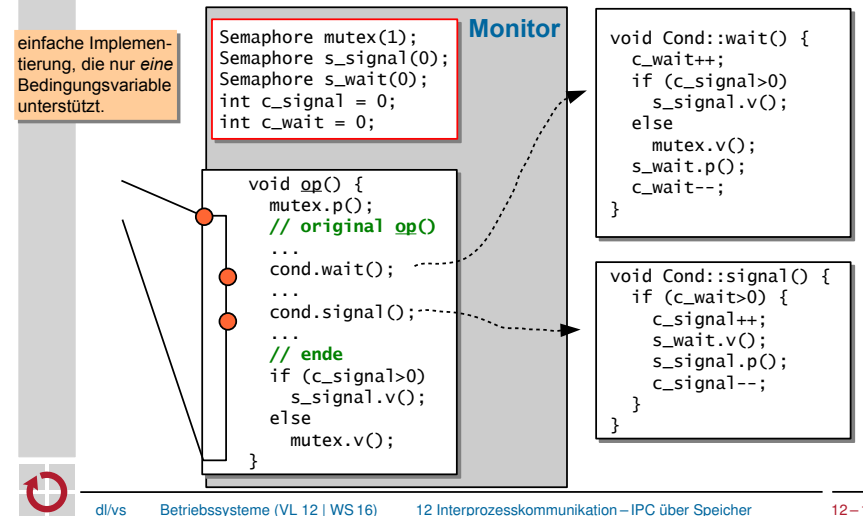 einfache Implemen-
tierung, die nur eine
Bedingungsvariable
unterstützt.
Monitor
Semaphore mutex(1);
Semaphore s_signal(0);
Semaphore s_wait(0);
int c_signal = 0;
int c_wait = 0;
void op() {
mutex.p();
// original op()
...
cond.wait();
...
cond.signal();
...
// ende
if (c_signal>0)
s_signal.v();
else
mutex.v();
}
void Cond::wait() {
c_wait++;
if (c_signal>0)
s_signal.v();
else
mutex.v();
s_wait.p();
c_wait--;
}
void Cond::signal() {
if (c_wait>0) {
c_signal++;
s_wait.v();
s_signal.p();
c_signal--;
}
}
dl/vs Betriebssysteme (VL 12 | WS 16) 12 Interprozesskommunikation – IPC über Speicher 12–